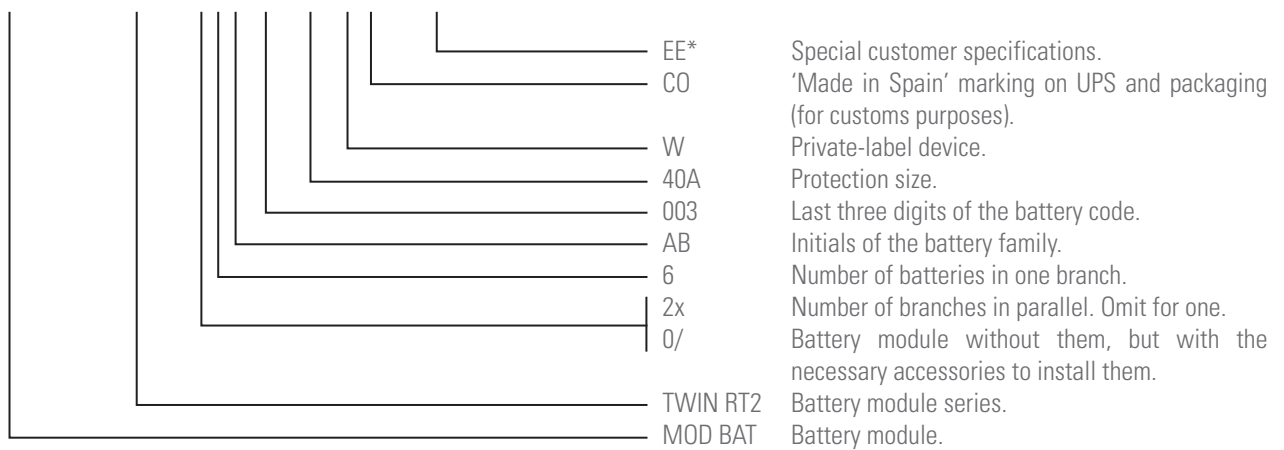 EE* Special customer specifications.
CO 'Made in Spain' marking on UPS and packaging
(for customs purposes).
W Private-label device.
40A Protection size.
003 Last three digits of the battery code.
AB Initials of the battery family.
6 Number of batteries in one branch.
2x Number of branches in parallel. Omit for one.
0/ Battery module without them, but with the
necessary accessories to install them.
TWIN RT2 Battery module series.
MOD BAT Battery module.